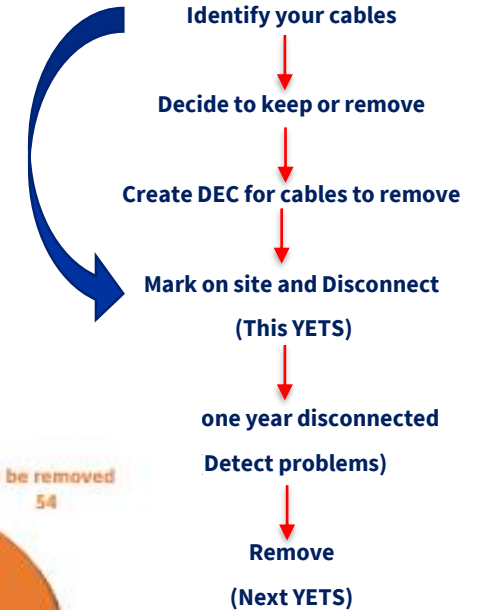 Identify your cables
Decide to keep or remove
Create DEC for cables to remove
Mark on site and Disconnect
(This YETS)
one year disconnected
Detect problems)
be removed
54
Remove
(Next YETS)